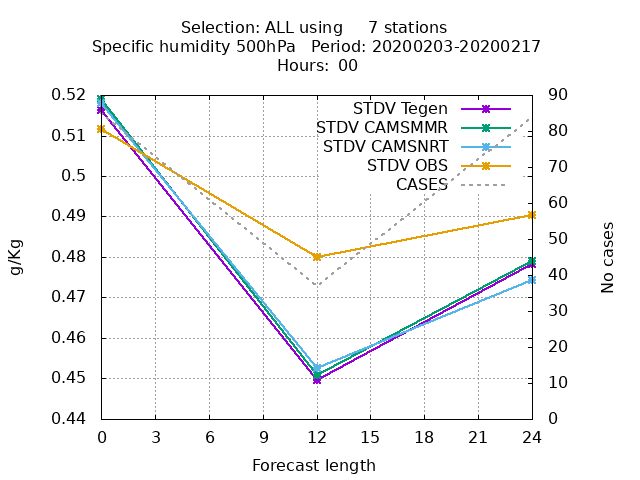 Selection: ALL using     7 stations
Specific humidity 500hPa   Period: 20200203-20200217
Hours:  00
STDV Tegen
STDV CAMSMMR
STDV CAMSNRT
STDV OBS
CASES
g/Kg
0.52
0.51
0.5
0.49
0.48
0.47
0.46
0.45
0.44
90
80
70
60
50
40
30
20
10
0
No cases
0 3 6 9 12 15 18 21 24
Forecast length